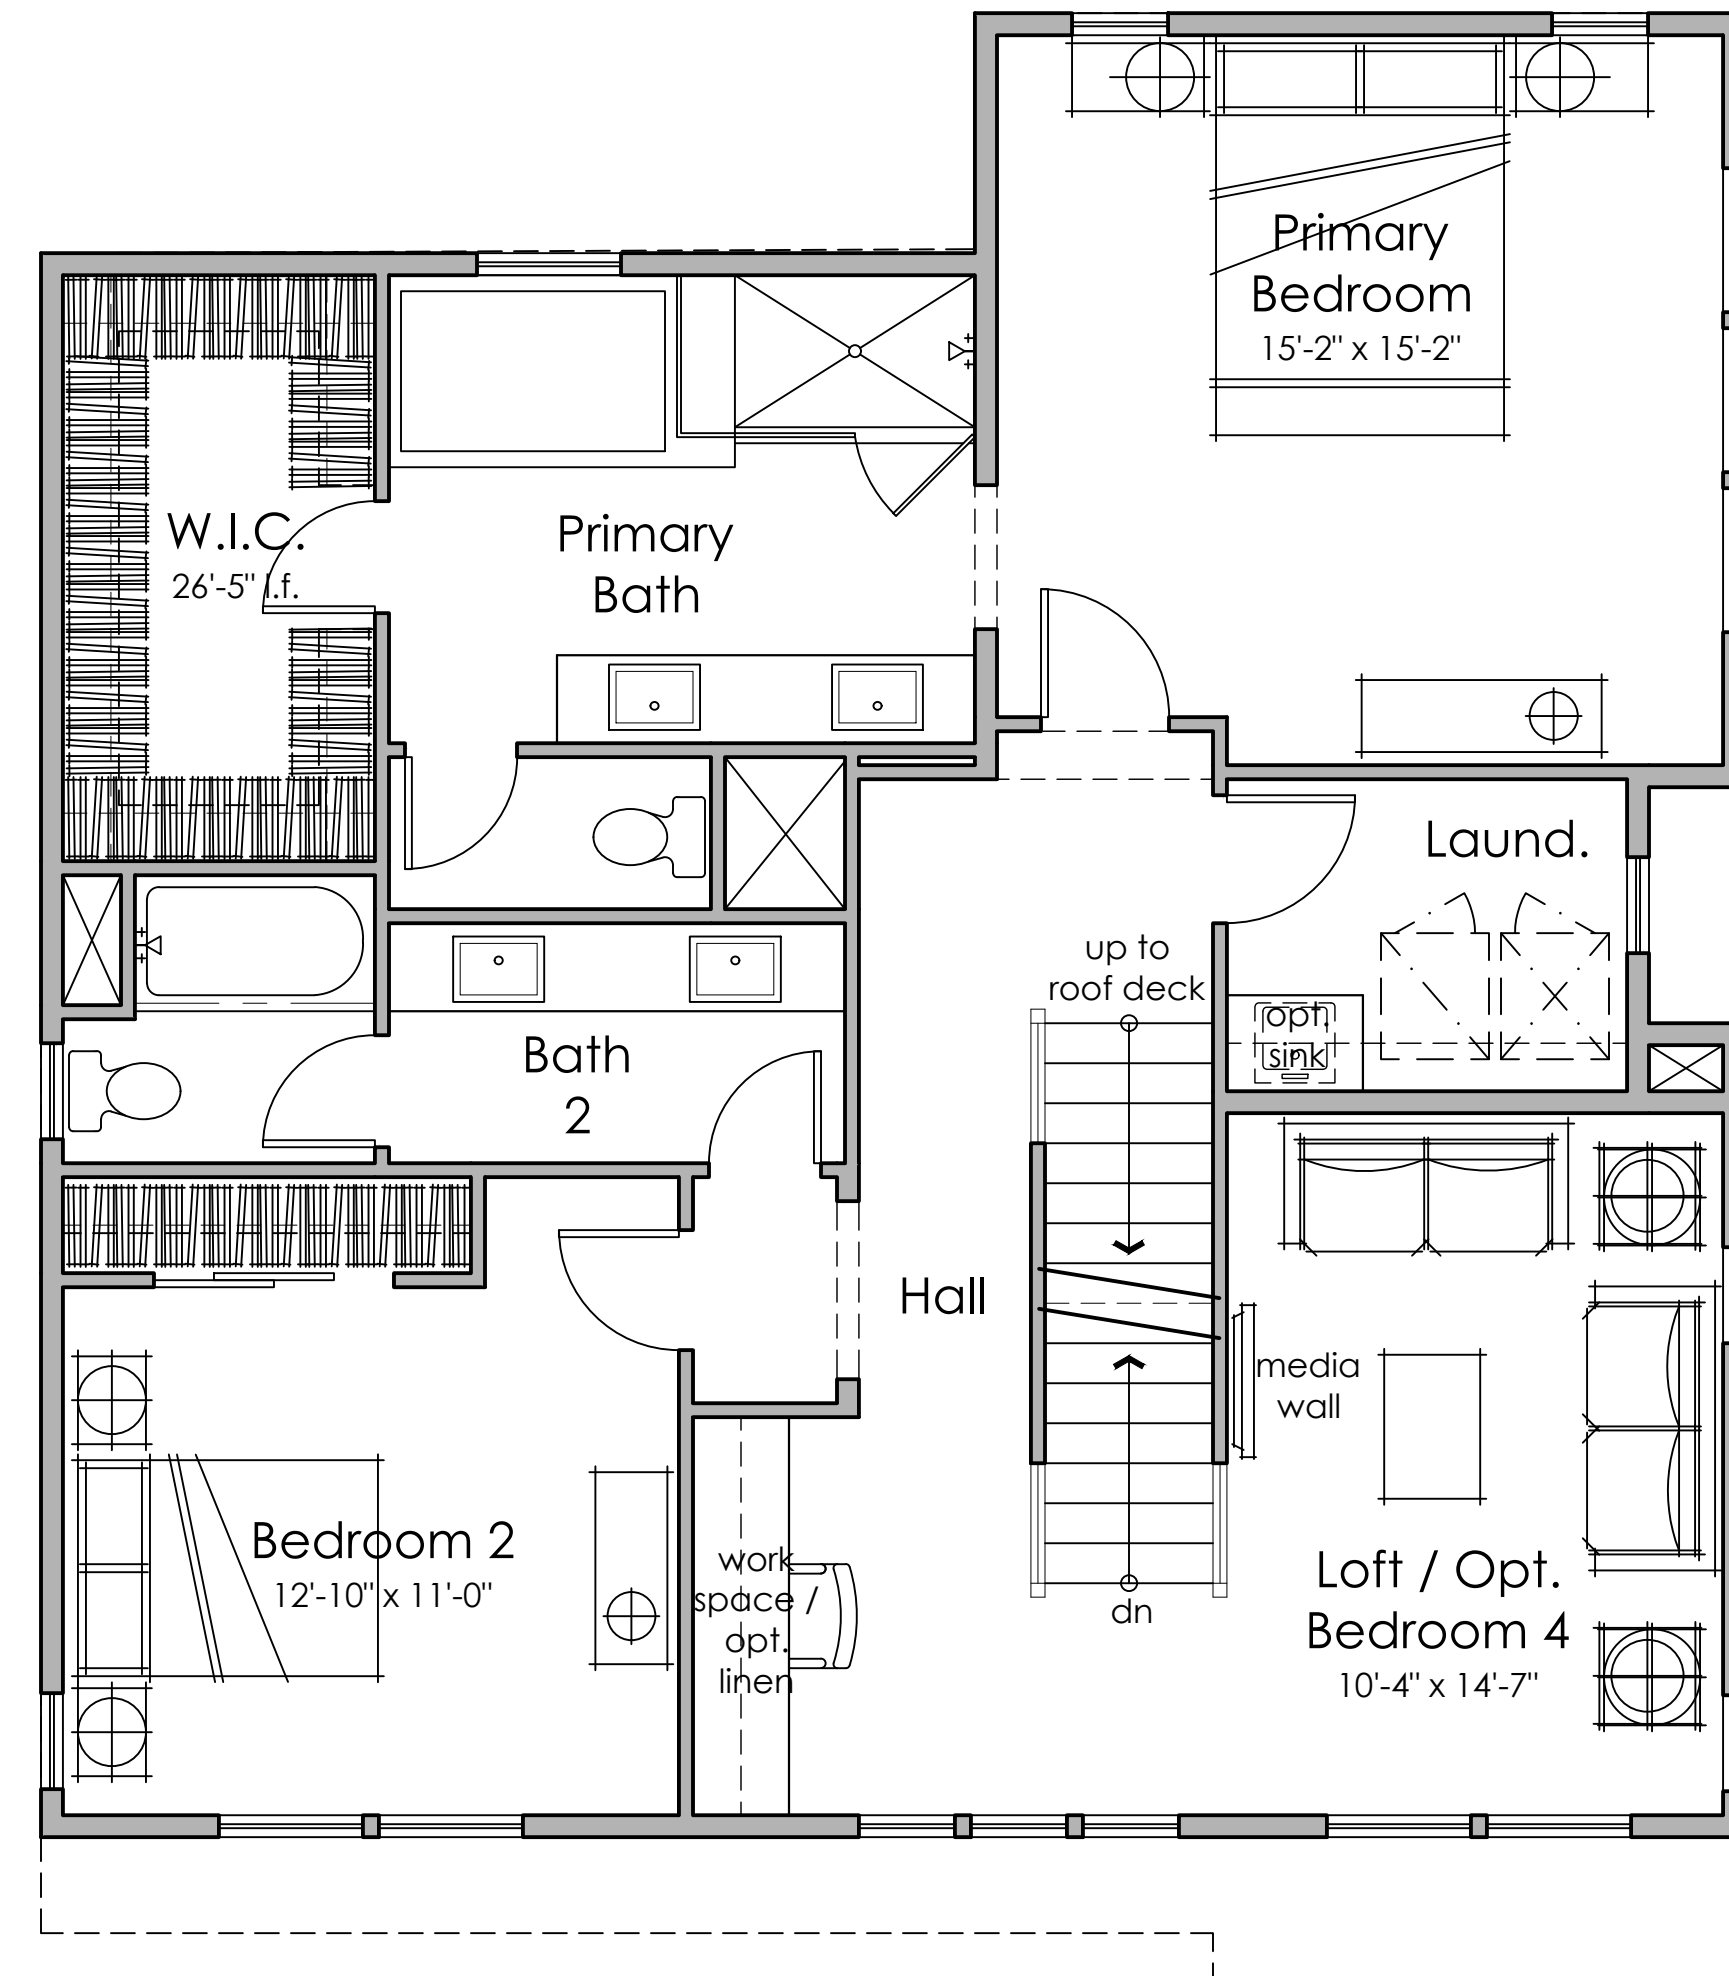 Primary
Bedroom
15'-2" x 15'-2"
W.I.C.
26'-5" l.f.
Primary
Bath
Laund.
up to
roof deck
opt.
sink
Bath
2
Hall
media
wall
Bedroom 2
12'-10" x 11'-0"
work
space /
opt.
linen
dn
Loft / Opt.
Bedroom 4
10'-4" x 14'-7"